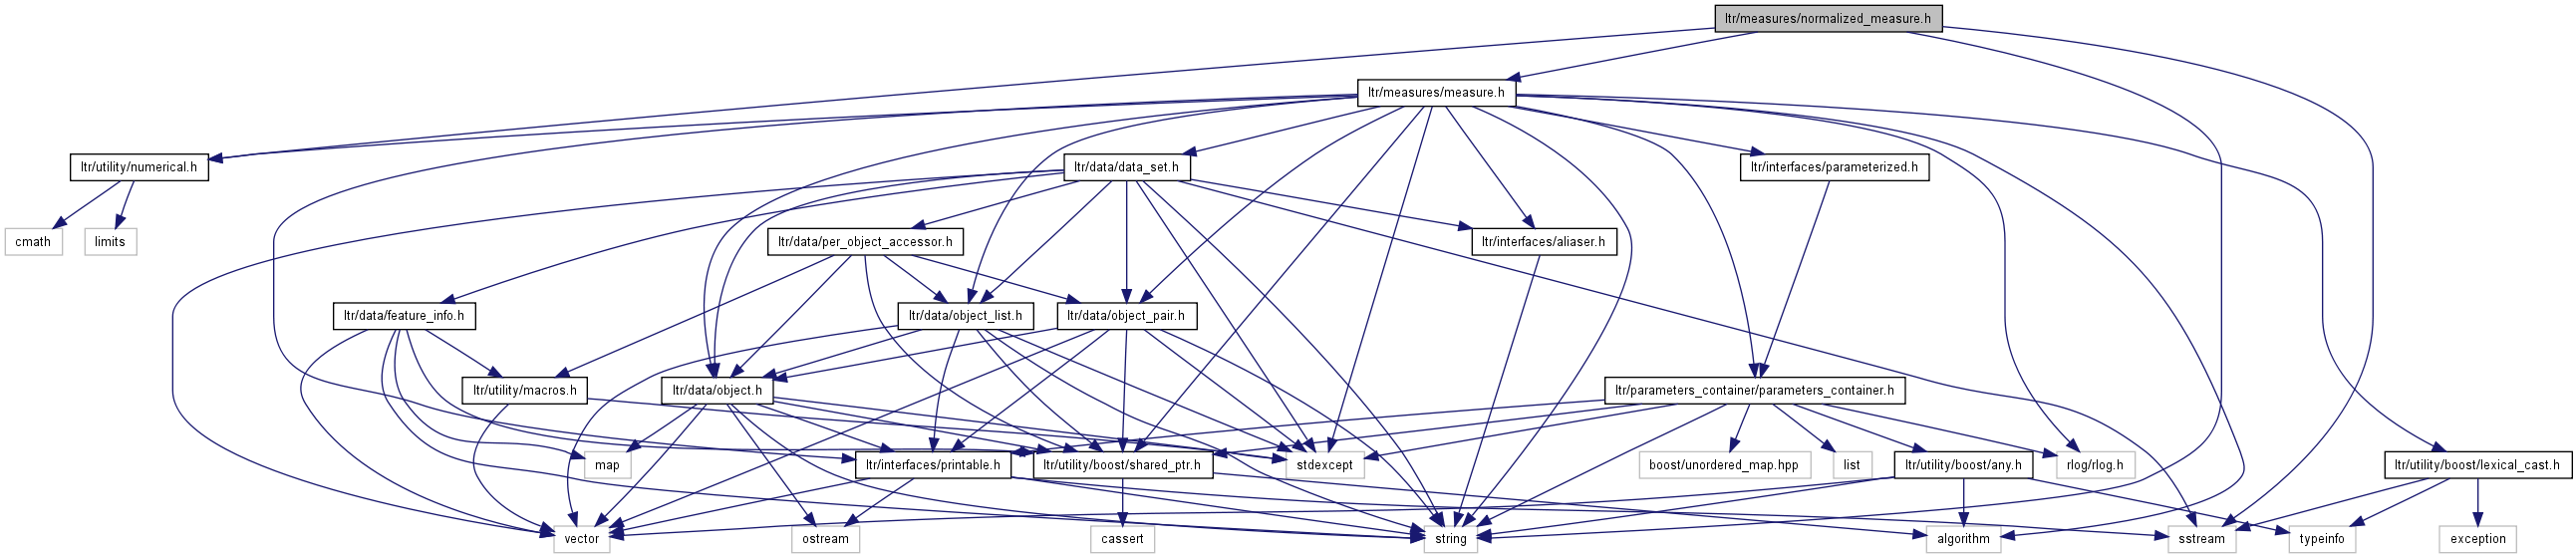 ltr/measures/normalized_measure.h
ltr/measures/measure.h
ltr/utility/numerical.h
ltr/data/data_set.h
ltr/interfaces/parameterized.h
cmath
limits
ltr/data/per_object_accessor.h
ltr/interfaces/aliaser.h
ltr/data/feature_info.h
ltr/data/object_list.h
ltr/data/object_pair.h
ltr/utility/macros.h
ltr/data/object.h
ltr/parameters_container/parameters_container.h
map
ltr/interfaces/printable.h
ltr/utility/boost/shared_ptr.h
stdexcept
boost/unordered_map.hpp
list
ltr/utility/boost/any.h
rlog/rlog.h
ltr/utility/boost/lexical_cast.h
vector
ostream
cassert
string
algorithm
sstream
typeinfo
exception